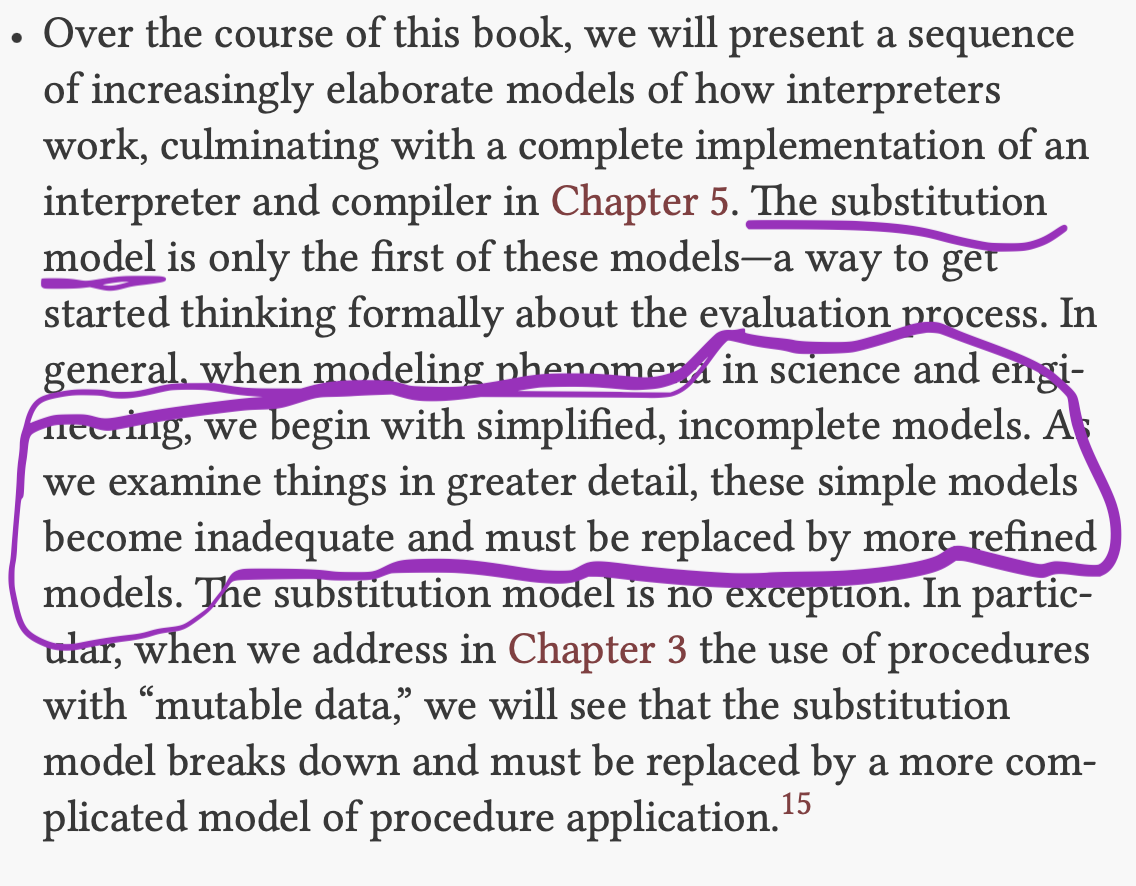 • Over the course of this book, we will present a sequence
of increasingly elaborate models of how interpreters
work, culminating with a complete implementation of an
interpreter and compiler in Chapter 5. The substitution
model is only the first of these models—a way to get
started thinking formally about the evaluation process. In
general, when modeling phenomena in science and engi-
neering, we begin with simplified, incomplete models. As
we examine things in greater detail, these simple models
become inadequate and must be replaced by more refined
models. The substitution model is no exception. In partic-
ular, when we address in Chapter 3 the use of procedures
with “mutable data,” we will see that the substitution
model breaks down and must be replaced by a more com-
plicated model of procedure application.15